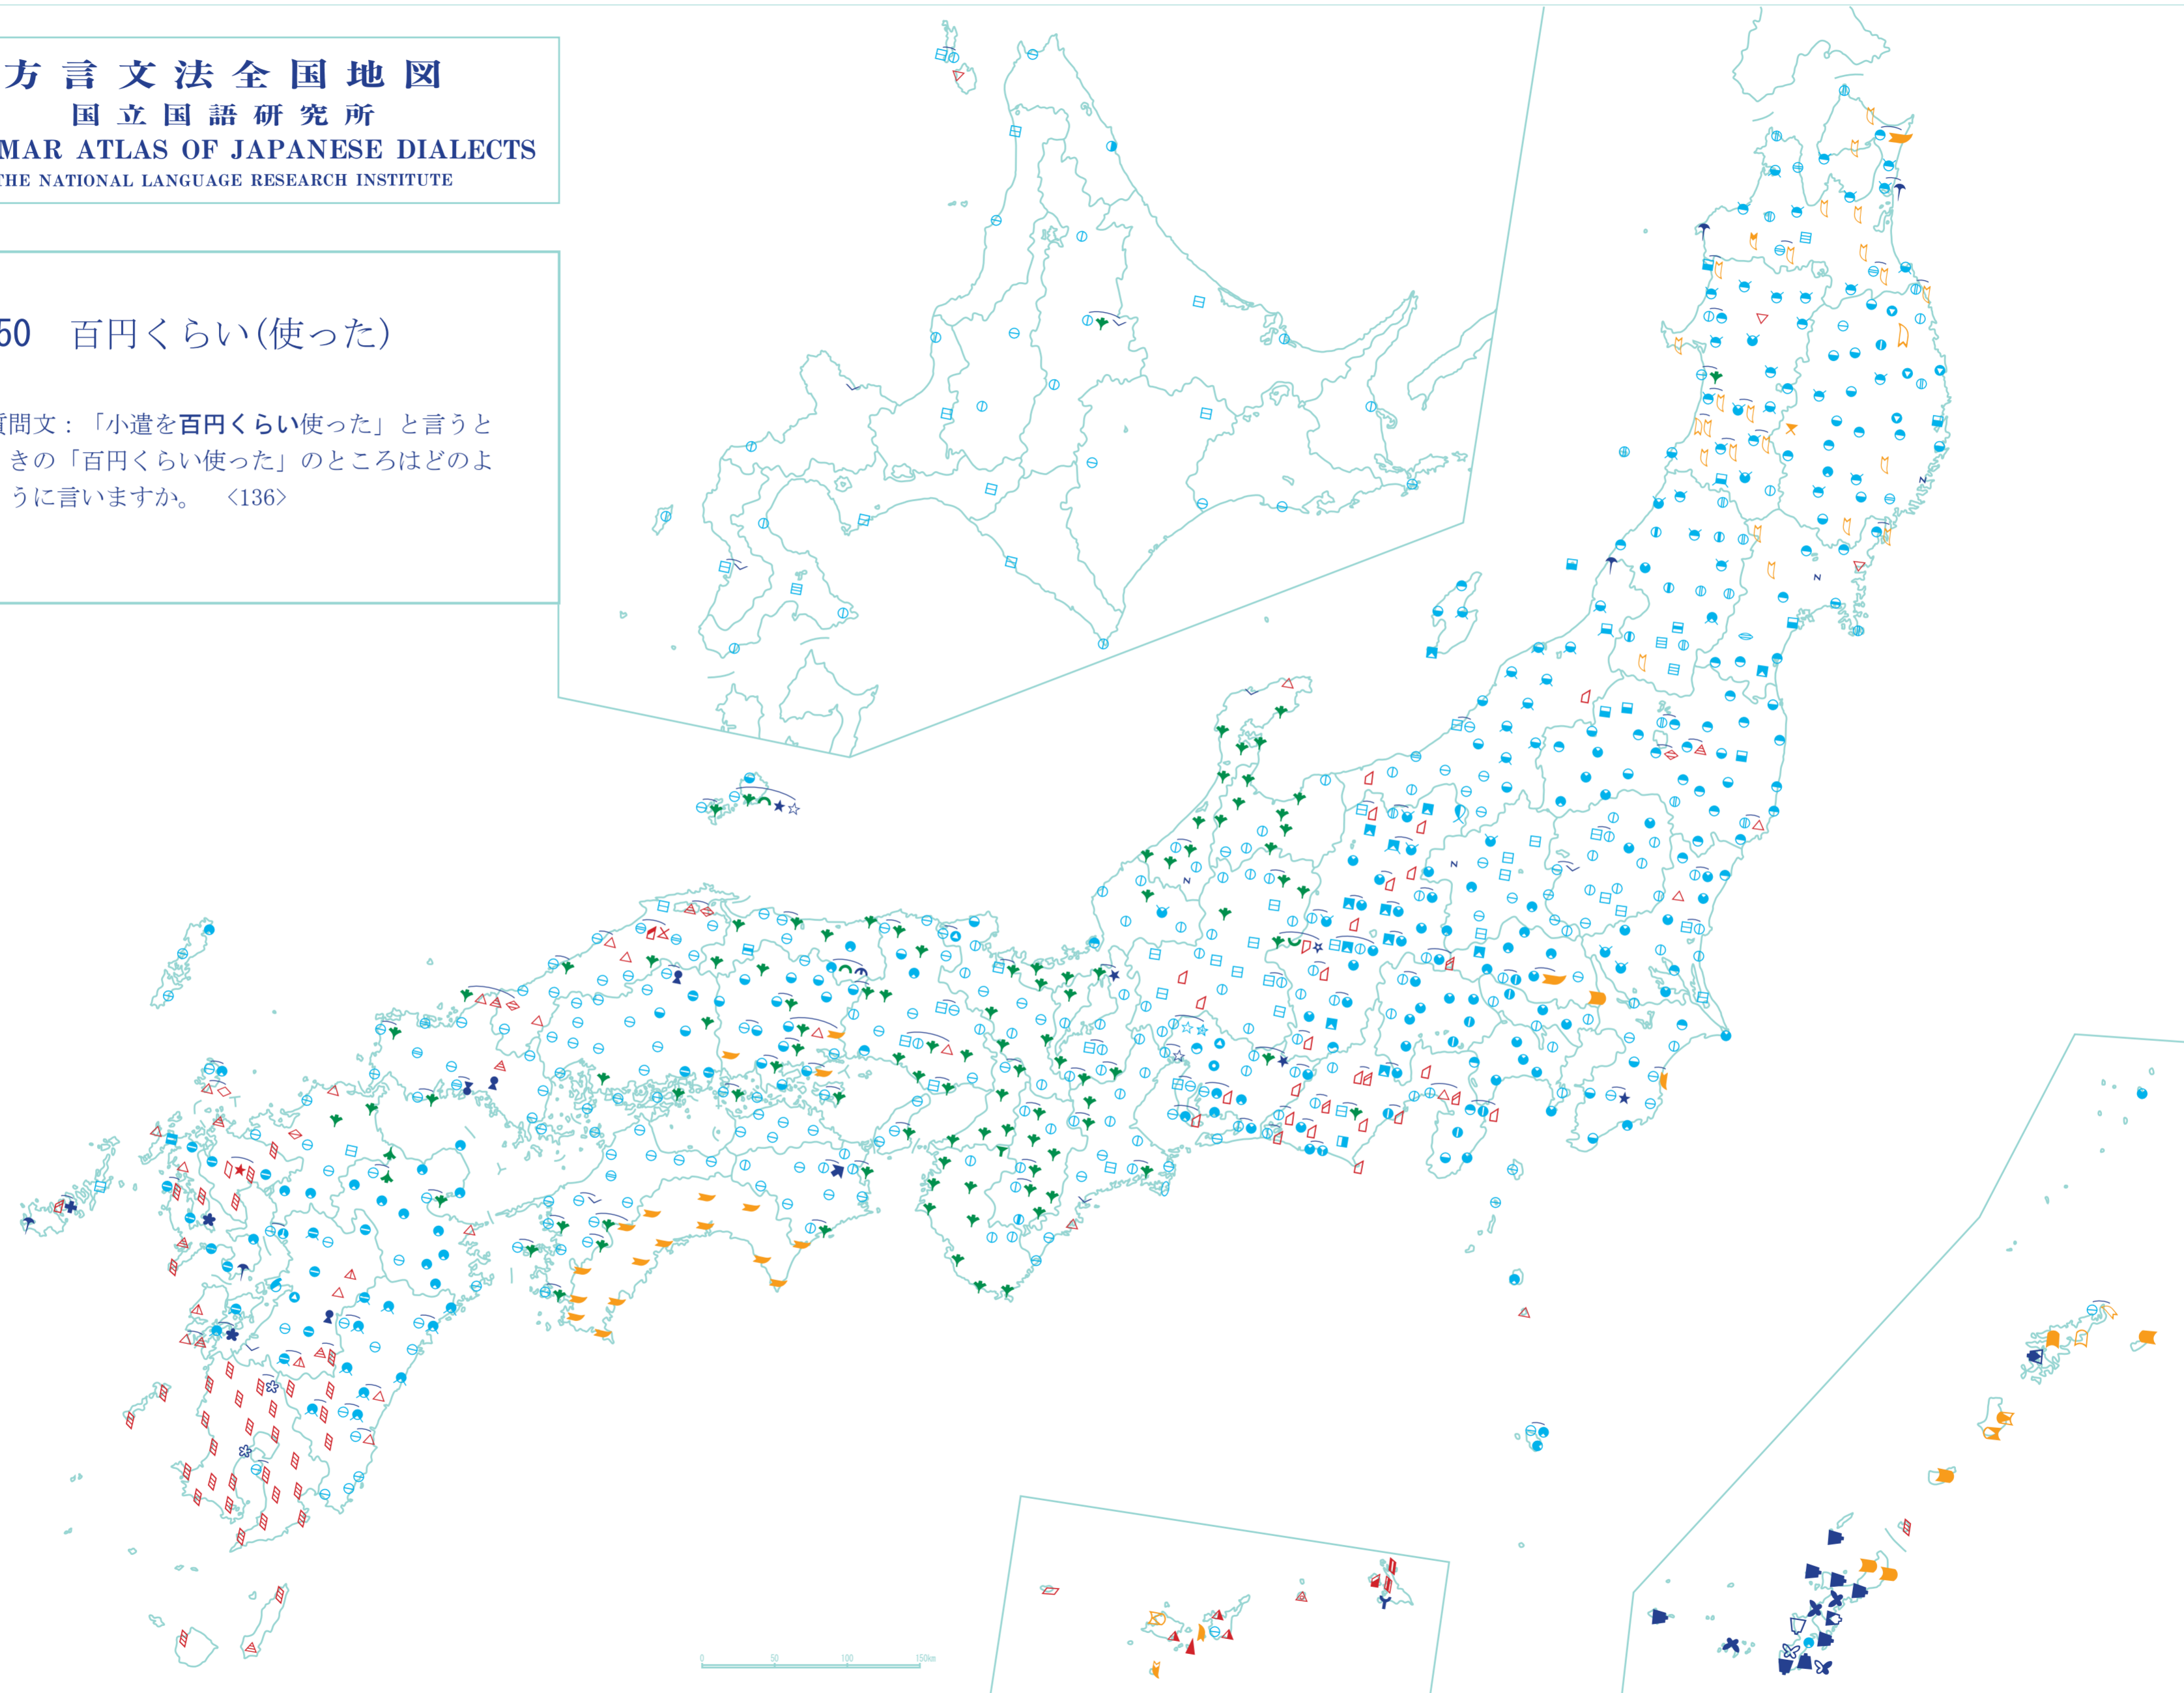 方言文法全国地図
国立国語研究所
MAR ATLAS OF JAPANESE DIALECTS
THE NATIONAL LANGUAGE RESEARCH INSTITUTE
50 百円くらい(使った)
質問文：「小遣を百円くらい使った」と言うと
きの「百円くらい使った」のところはどのよ
うに言いますか。 〈136〉
0 50 100 150km